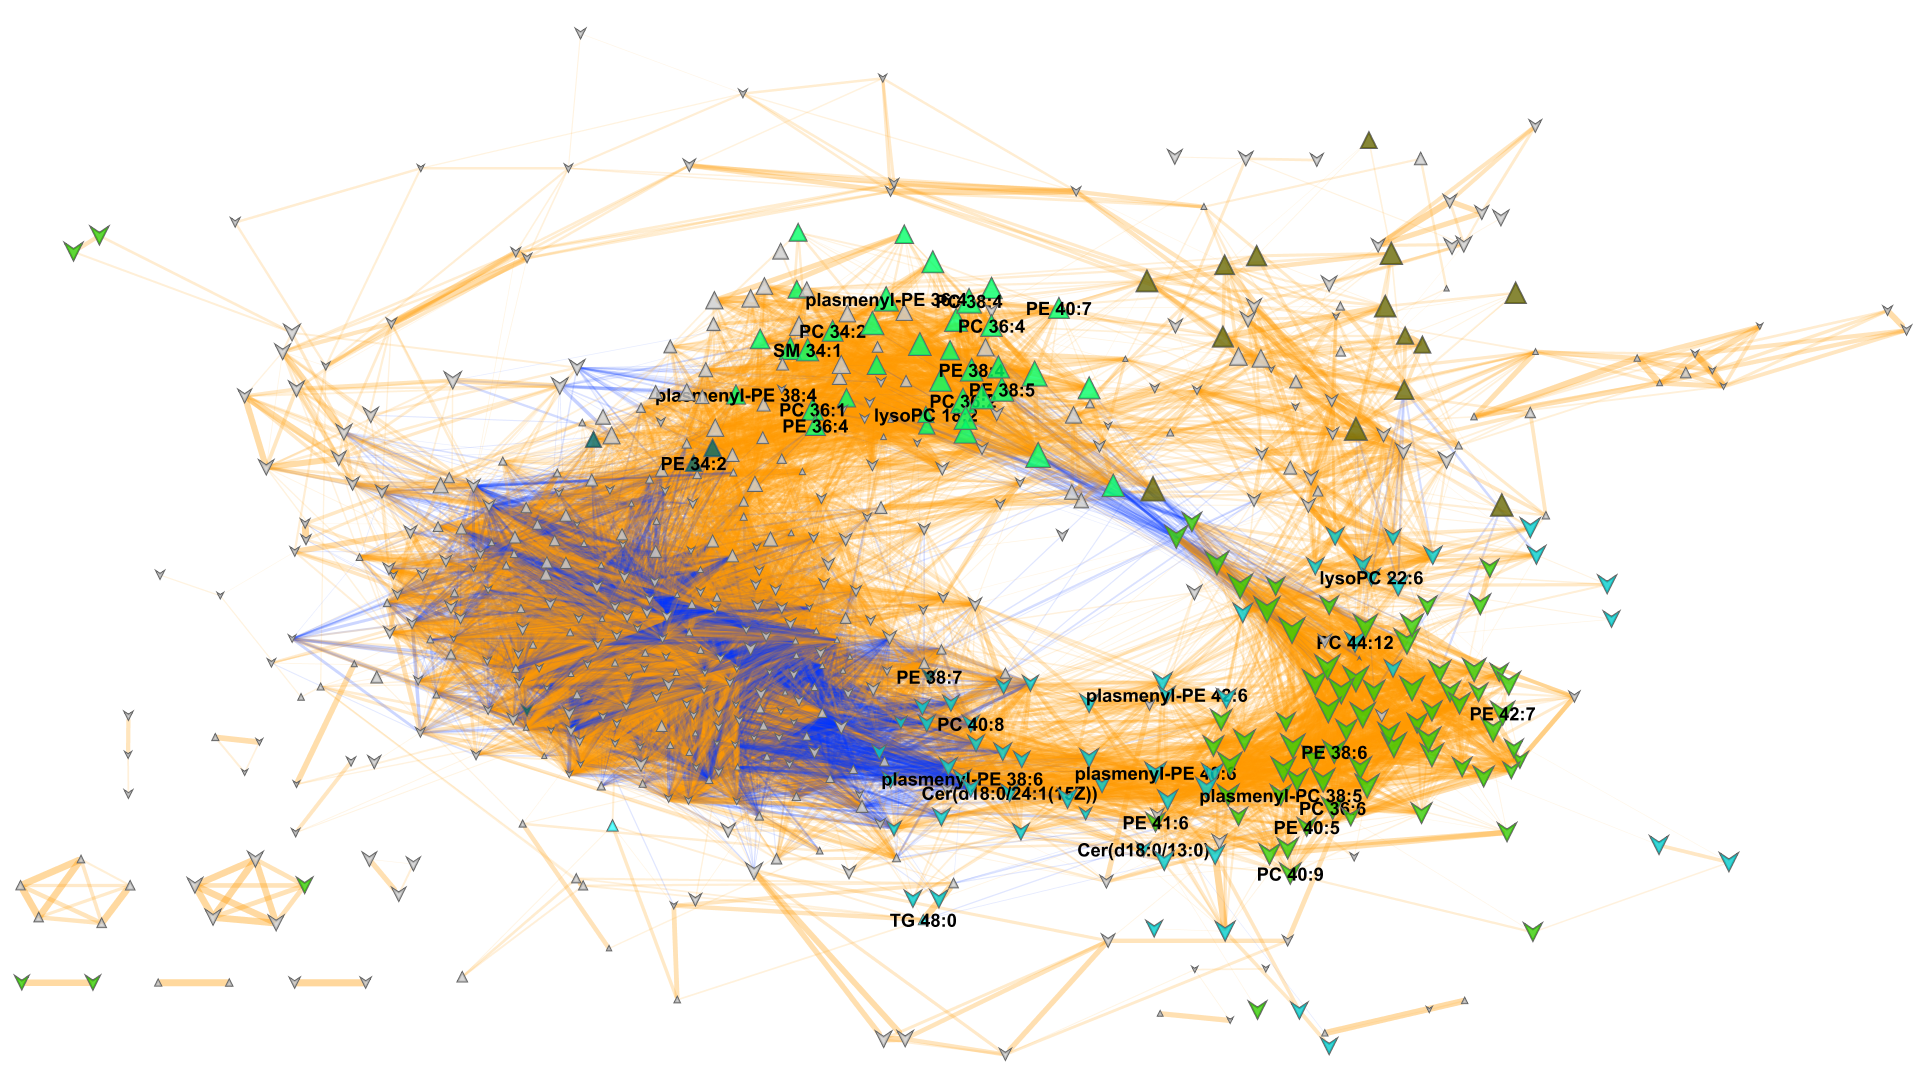 plasmenyl-PE 36:4
PC 38:4
PE 40:7
PC 36:4
PC 34:2
SM 34:1
PE 38:4
PE 38:5
plasmenyl-PE 38:4
PC
PC 36:1
lysoPC 18:2
PE 36:4
PE 34:2
lysoPC 22:6
PC 44:12
PE 38:7
plasmenyl-PE 40:6
PE 42:7
PC 40:8
PE 38:6
plasmenyl-PE 40:6
plasmenyl-PE 38:6
Cer(d18:0/24:1(15Z))
plasmenyl-PC 38:5
PC 36:6
PE 41:6
PE 40:5
Cer(d18:0/13:0)
PC 40:9
TG 48:0